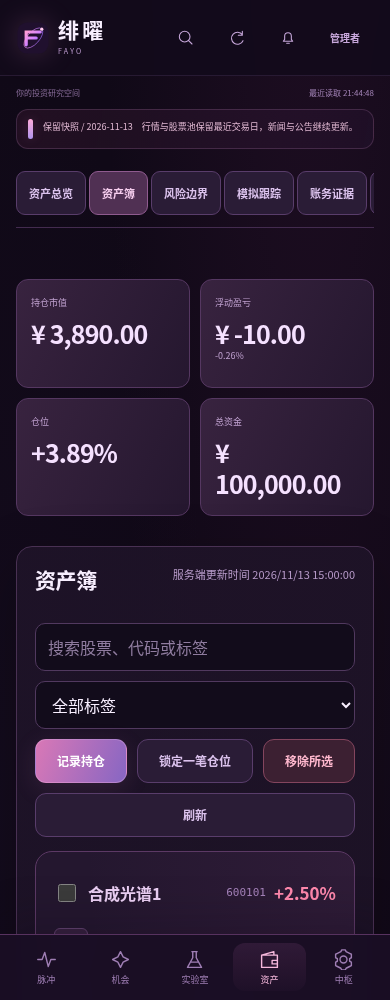 绯曜
FAYO
管理者
你的投资研究空间
最近读取 21:44:48
保留快照 / 2026-11-13 行情与股票池保留最近交易日，新闻与公告继续更新。
资产总览
资产簿
风险边界
模拟跟踪
账务证据
持仓市值
¥ 3,890.00
浮动盈亏
¥ -10.00
-0.26%
仓位
+3.89%
总资金
¥
100,000.00
资产簿
服务端更新时间 2026/11/13 15:00:00
搜索股票、代码或标签
全部标签
记录持仓
锁定一笔仓位
移除所选
刷新
合成光谱1
600101
+2.50%
脉冲
机会
实验室
资产
中枢